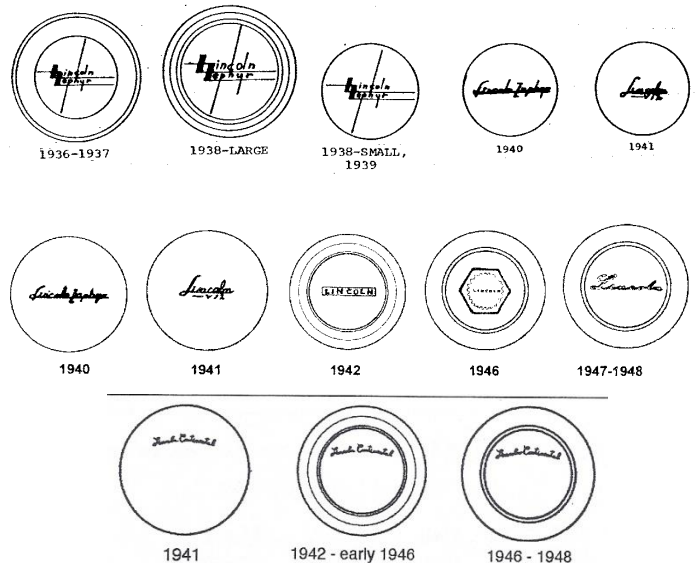 Lincoln
Zephyr
1936-1937
Lincoln
Zephyr
1938-LARGE
Lincoln
Zephyr
1938-SMALL,
1939
Lincoln Zephyr
1940
Lincoln
V12
1941
Lincoln Zephyr
1940
Lincoln
V12
1941
LINCOLN
1942
LINCOLN
1946
Lincoln
1947-1948
Lincoln Continental
1941
Lincoln Continental
1942 - early 1946
Lincoln Continental
1946 - 1948